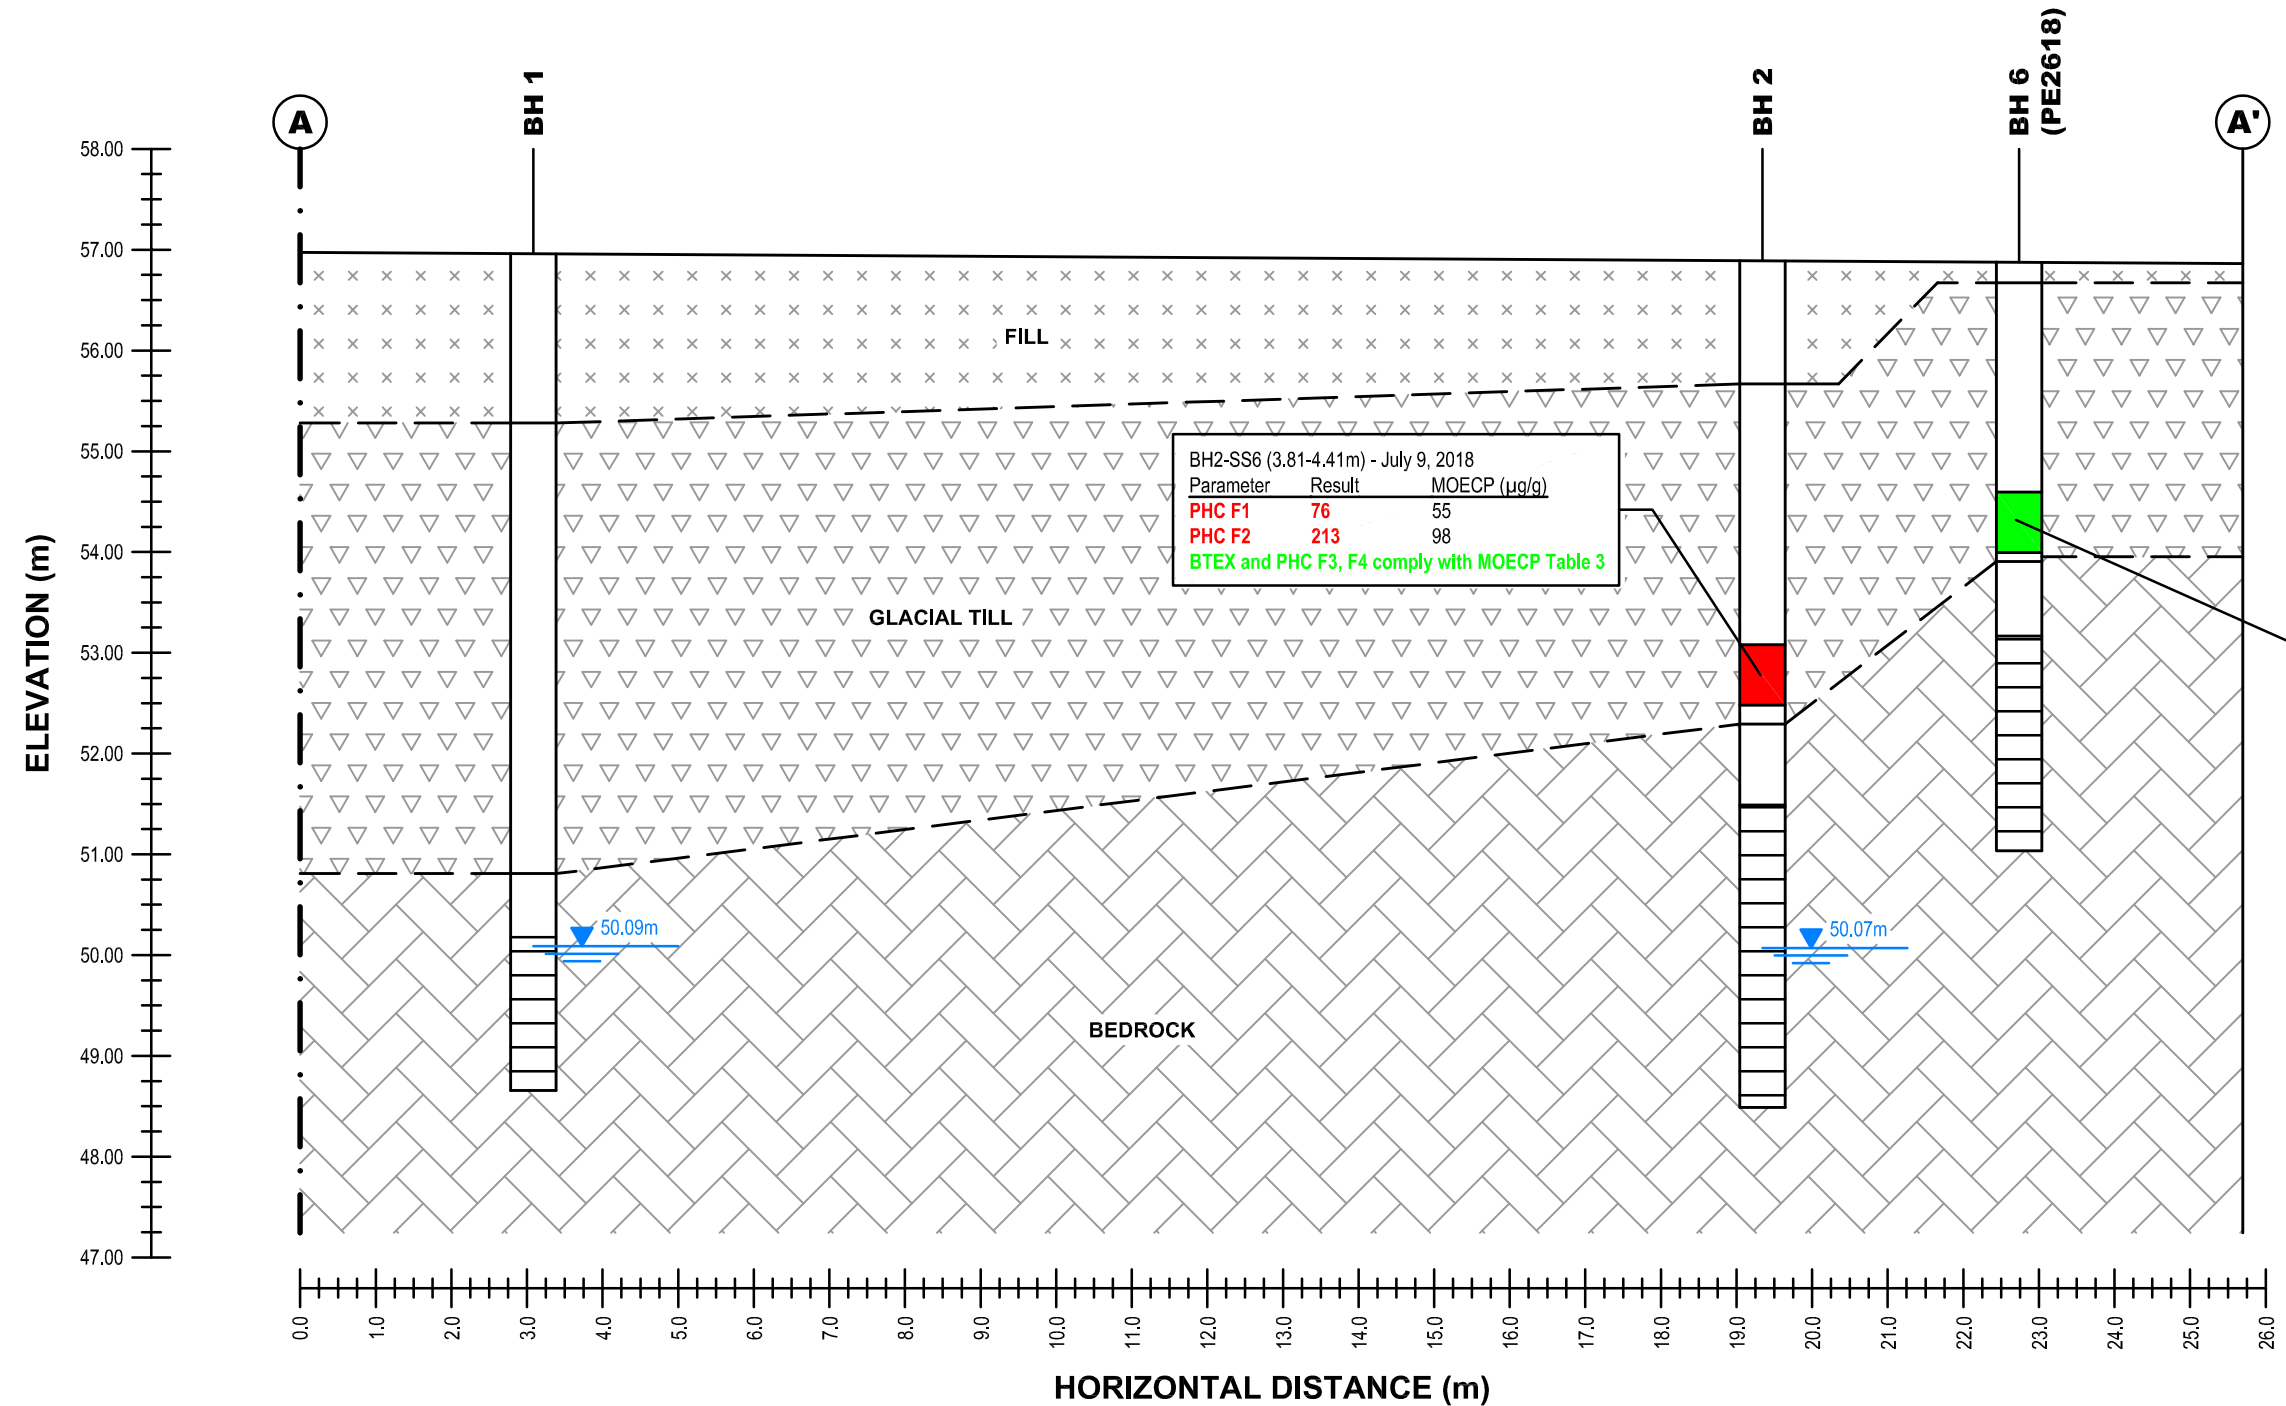 A
BH 1
BH 2
BH 6
(PE2618)
A'
58.00
57.00
56.00
55.00
54.00
53.00
52.00
51.00
50.00
49.00
48.00
47.00
ELEVATION (m)
FILL
BH2-SS6 (3.81-4.41m) - July 9, 2018
Parameter Result MOECP (µg/g)
PHC F1 76 55
PHC F2 213 98
BTEX and PHC F3, F4 comply with MOECP Table 3
GLACIAL TILL
50.09m
50.07m
BEDROCK
0.0
1.0
2.0
3.0
4.0
5.0
6.0
7.0
8.0
9.0
10.0
11.0
12.0
13.0
14.0
15.0
16.0
17.0
18.0
19.0
20.0
21.0
22.0
23.0
24.0
25.0
26.0
HORIZONTAL DISTANCE (m)